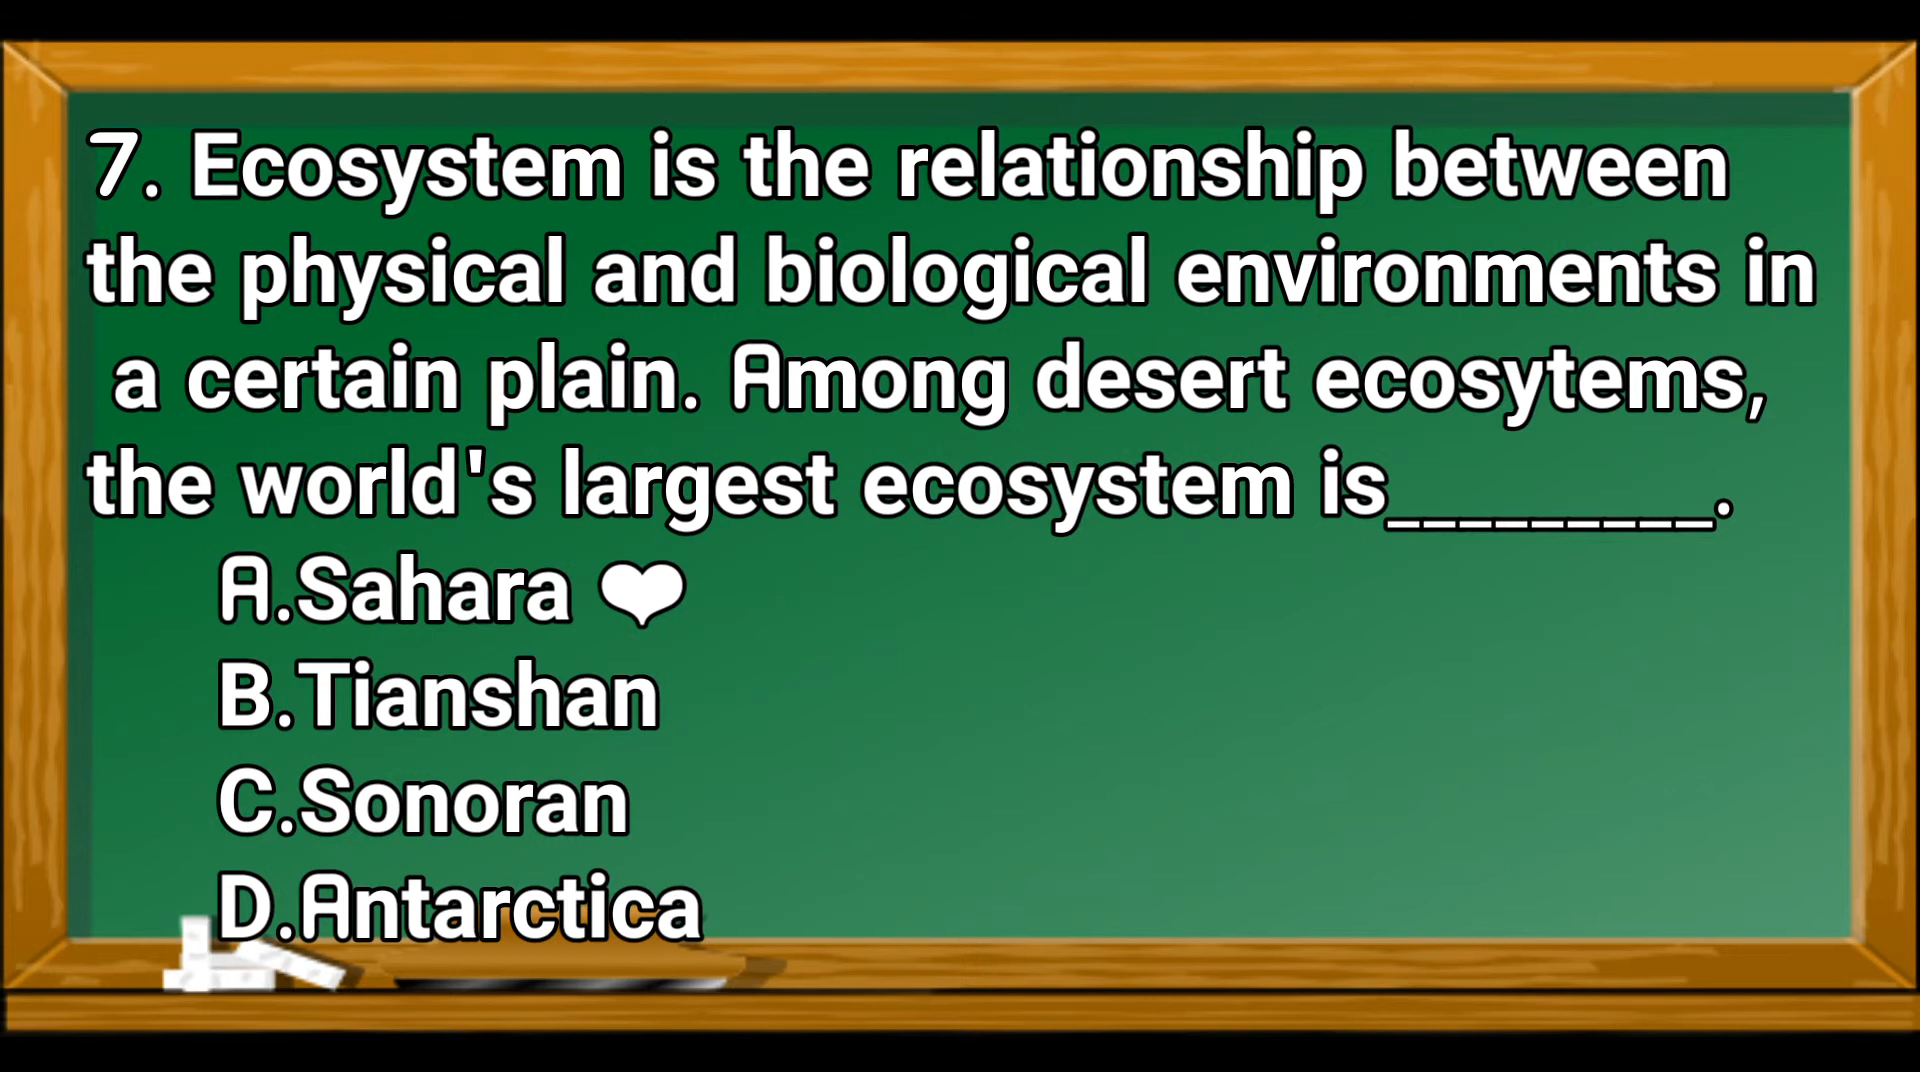 7. Ecosystem is the relationship between
the physical and biological environments in
a certain plain. Among desert ecosytems,
the world's largest ecosystem is_________.
A.Sahara ❤
B.Tianshan
C.Sonoran
D.Antarctica